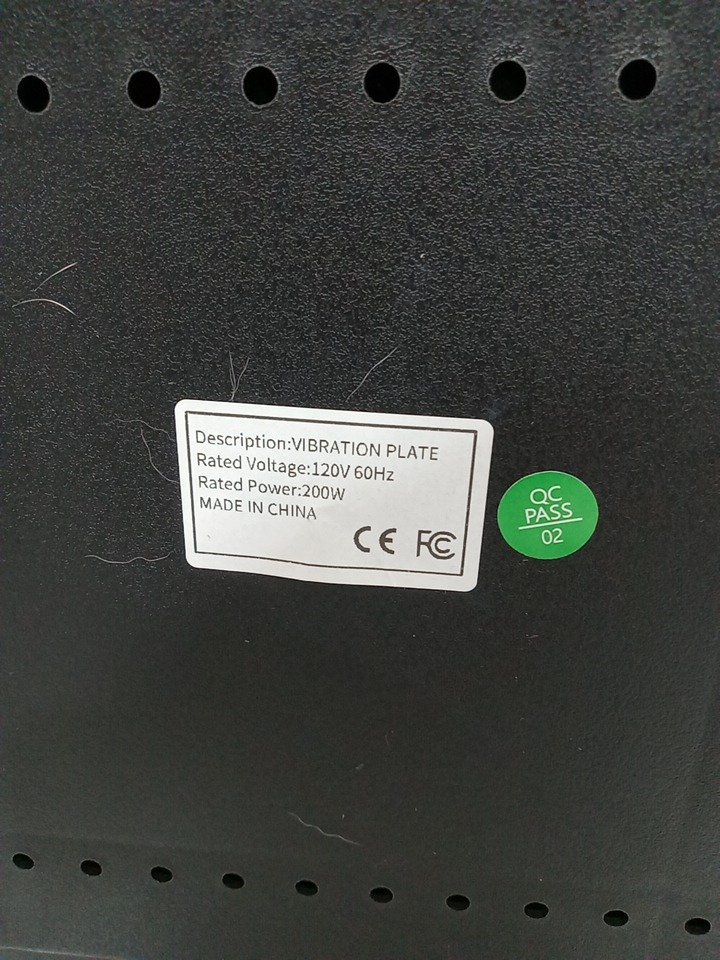 Description:VIBRATION PLATE
Rated Voltage:120V 60Hz
Rated Power:200W
MADE IN CHINA
CE FC
QC
PASS
02